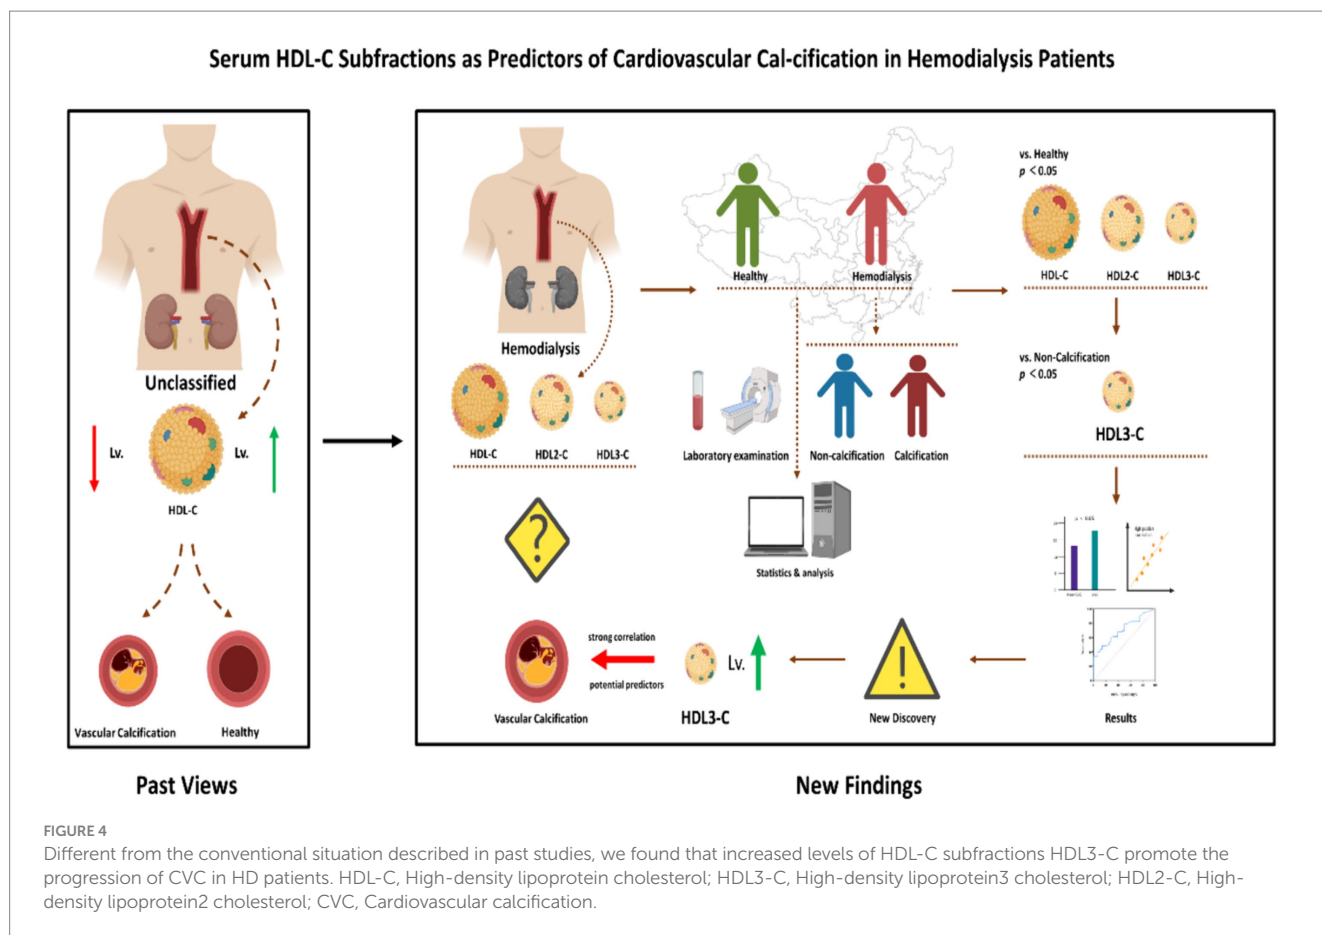 Serum HDL-C Subfractions as Predictors of Cardiovascular Cal-cification in Hemodialysis Patients
Unclassified
Lv.
Lv.
HDL-C
Vascular Calcification
Healthy
Past Views
Hemodialysis
HDL-C
HDL2-C
HDL3-C
Healthy
Hemodialysis
Laboratory examination
Non-calcification
Calcification
Statistics & analysis
vs. Healthy
p < 0.05
HDL-C
HDL2-C
HDL3-C
vs. Non-Calcification
p < 0.05
HDL3-C
Results
New Discovery
Lv.
HDL3-C
strong correlation
potential predictors
Vascular Calcification
New Findings
FIGURE 4
Different from the conventional situation described in past studies, we found that increased levels of HDL-C subfractions HDL3-C promote the
progression of CVC in HD patients. HDL-C, High-density lipoprotein cholesterol; HDL3-C, High-density lipoprotein3 cholesterol; HDL2-C, High-
density lipoprotein2 cholesterol; CVC, Cardiovascular calcification.